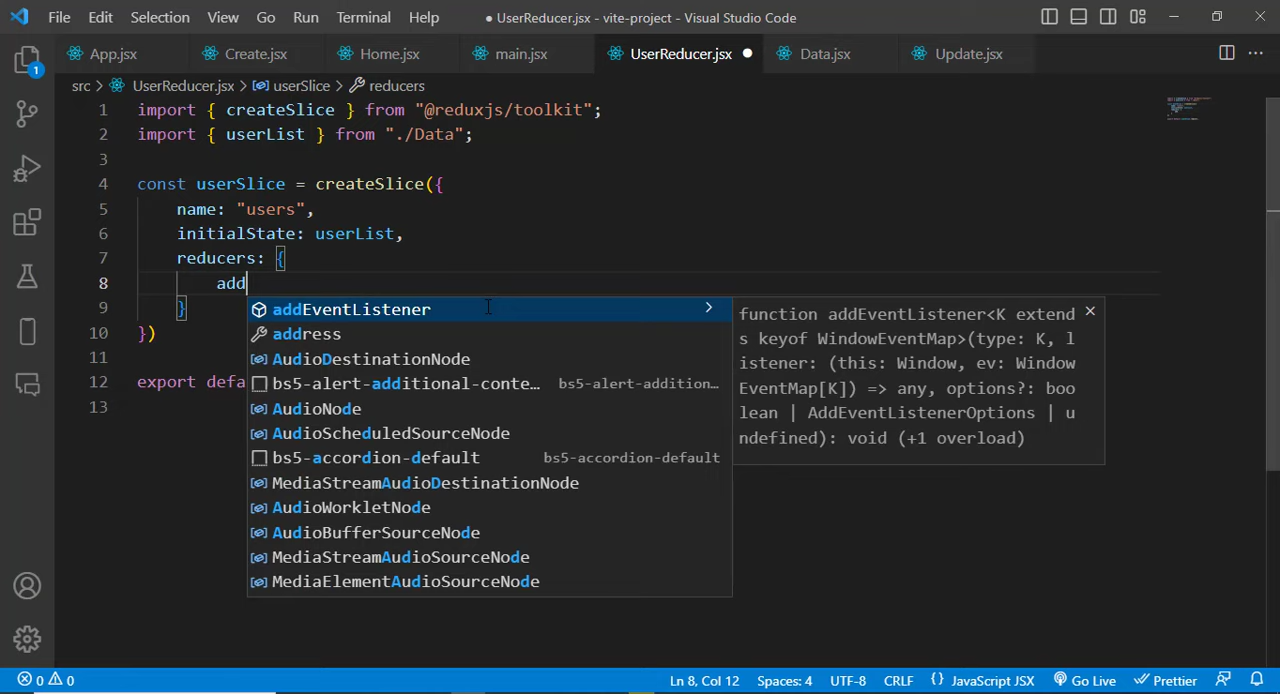 File Edit Selection View Go Run Terminal Help
● UserReducer.jsx - vite-project - Visual Studio Code
App.jsx Create.jsx Home.jsx main.jsx UserReducer.jsx Data.jsx Update.jsx
1
src > UserReducer.jsx > userSlice > reducers
1 import { createSlice } from "@reduxjs/toolkit";
2 import { userList } from "./Data";
3
4 const userSlice = createSlice({
5 name: "users",
6 initialState: userList,
7 reducers: {
8 add
9 }
10 })
11
12 export defa
13
addEventListener
address
AudioDestinationNode
bs5-alert-additional-conte... bs5-alert-addition...
AudioNode
AudioScheduledSourceNode
bs5-accordion-default bs5-accordion-default
MediaStreamAudioDestinationNode
AudioWorkletNode
AudioBufferSourceNode
MediaStreamAudioSourceNode
MediaElementAudioSourceNode
function addEventListener<K extend
s keyof WindowEventMap>(type: K, l
istener: (this: Window, ev: Window
EventMap[K]) => any, options?: boo
lean | AddEventListenerOptions | u
ndefined): void (+1 overload)
0 0 Ln 8, Col 12 Spaces: 4 UTF-8 CRLF {} JavaScript JSX Go Live Prettier